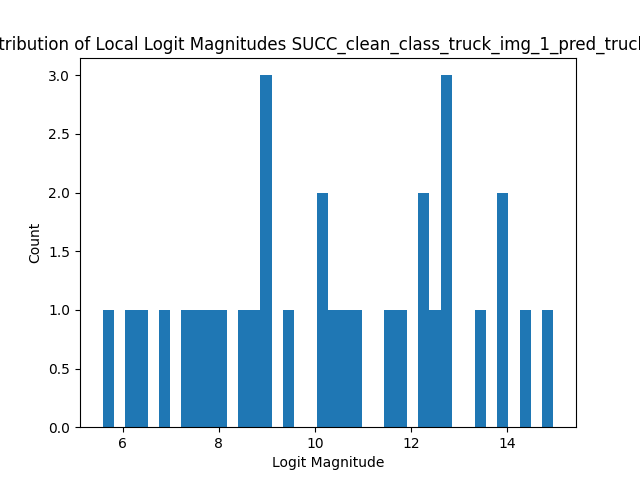 tribution of Local Logit Magnitudes SUCC_clean_class_truck_img_1_pred_truck
3.0
2.5
2.0
1.5
1.0
0.5
0.0
Count
6 8 10 12 14
Logit Magnitude